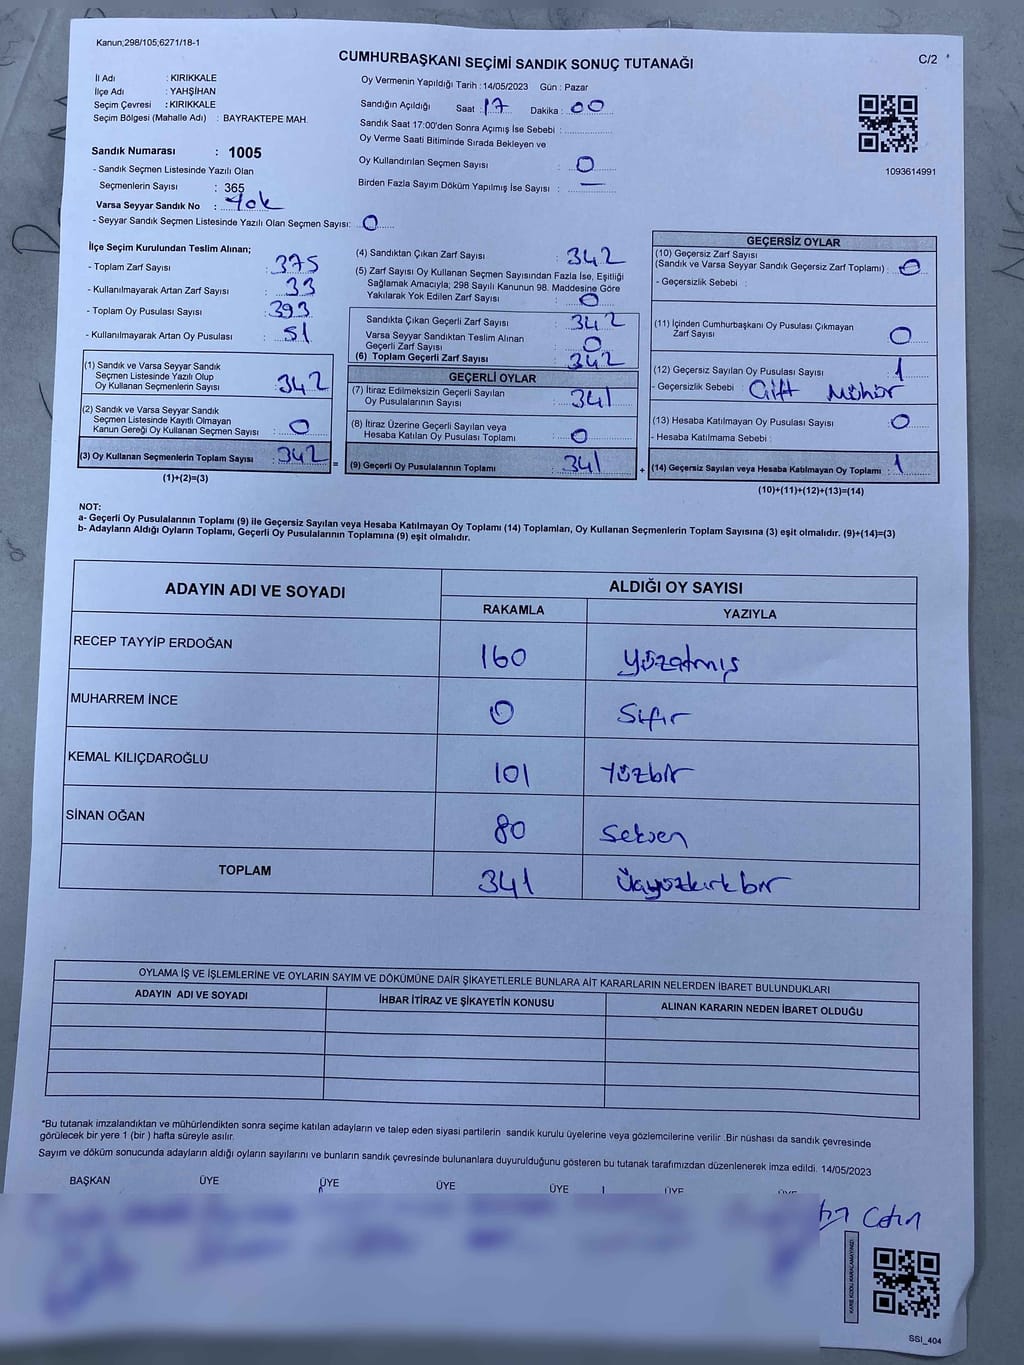 Kanun;298/105;6271/18-1
C/2
CUMHURBAŞKANI SEÇİMİ SANDIK SONUÇ TUTANAĞI
İl Adı : KIRIKKALE
İlçe Adı : YAHŞİHAN
Seçim Çevresi : KIRIKKALE
Seçim Bölgesi (Mahalle Adı) : BAYRAKTEPE MAH.
Oy Vermenin Yapıldığı Tarih :14/05/2023 Gün : Pazar
Sandığın Açıldığı Saat : 17 Dakika : 00
Sandık Saat 17:00'den Sonra Açımış İse Sebebi :
Oy Verme Saati Bitiminde Sırada Bekleyen ve
Oy Kullandırılan Seçmen Sayısı : 0
Birden Fazla Sayım Döküm Yapılmış İse Sayısı : —
1093614991
Sandık Numarası : 1005
- Sandık Seçmen Listesinde Yazılı Olan
Seçmenlerin Sayısı : 365
Varsa Seyyar Sandık No : Yok
- Seyyar Sandık Seçmen Listesinde Yazılı Olan Seçmen Sayısı: 0
İlçe Seçim Kurulundan Teslim Alınan;
- Toplam Zarf Sayısı : 375
- Kullanılmayarak Artan Zarf Sayısı : 33
- Toplam Oy Pusulası Sayısı : 393
- Kullanılmayarak Artan Oy Pusulası : 51
(1) Sandık ve Varsa Seyyar Sandık
Seçmen Listesinde Yazılı Olup
Oy Kullanan Seçmenlerin Sayısı : 342
(2) Sandık ve Varsa Seyyar Sandık
Seçmen Listesinde Kayıtlı Olmayan
Kanun Gereği Oy Kullanan Seçmen Sayısı : 0
(3) Oy Kullanan Seçmenlerin Toplam Sayısı : 342
(1)+(2)=(3)
=
(4) Sandıktan Çıkan Zarf Sayısı : 342
(5) Zarf Sayısı Oy Kullanan Seçmen Sayısından Fazla İse, Eşitliği
Sağlamak Amacıyla; 298 Sayılı Kanunun 98. Maddesine Göre
Yakılarak Yok Edilen Zarf Sayısı : 0
Sandıkta Çıkan Geçerli Zarf Sayısı : 342
Varsa Seyyar Sandıktan Teslim Alınan
Geçerli Zarf Sayısı : 0
(6) Toplam Geçerli Zarf Sayısı : 342
GEÇERLİ OYLAR
(7) İtiraz Edilmeksizin Geçerli Sayılan
Oy Pusulalarının Sayısı : 341
(8) İtiraz Üzerine Geçerli Sayılan veya
Hesaba Katılan Oy Pusulası Toplamı : 0
(9) Geçerli Oy Pusulalarının Toplamı : 341
+
GEÇERSİZ OYLAR
(10) Geçersiz Zarf Sayısı
(Sandık ve Varsa Seyyar Sandık Geçersiz Zarf Toplamı) : 0
- Geçersizlik Sebebi :
(11) İçinden Cumhurbaşkanı Oy Pusulası Çıkmayan
Zarf Sayısı : 0
(12) Geçersiz Sayılan Oy Pusulası Sayısı : 1
- Geçersizlik Sebebi : Çift Mühür
(13) Hesaba Katılmayan Oy Pusulası Sayısı : 0
- Hesaba Katılmama Sebebi :
(14) Geçersiz Sayılan veya Hesaba Katılmayan Oy Toplamı : 1
(10)+(11)+(12)+(13)=(14)
NOT:
a- Geçerli Oy Pusulalarının Toplamı (9) ile Geçersiz Sayılan veya Hesaba Katılmayan Oy Toplamı (14) Toplamları, Oy Kullanan Seçmenlerin Toplam Sayısına (3) eşit olmalıdır. (9)+(14)=(3)
b- Adayların Aldığı Oyların Toplamı, Geçerli Oy Pusulalarının Toplamına (9) eşit olmalıdır.
ADAYIN ADI VE SOYADI
ALDIĞI OY SAYISI
RAKAMLA YAZIYLA
RECEP TAYYİP ERDOĞAN 160 Yüzatmış
MUHARREM İNCE 0 Sıfır
KEMAL KILIÇDAROĞLU 101 Yüzbir
SİNAN OĞAN 80 Seksen
TOPLAM 341 Üçyüzkırkbir
OYLAMA İŞ VE İŞLEMLERİNE VE OYLARIN SAYIM VE DÖKÜMÜNE DAİR ŞİKAYETLERLE BUNLARA AİT KARARLARIN NELERDEN İBARET BULUNDUKLARI
ADAYIN ADI VE SOYADI İHBAR İTİRAZ VE ŞİKAYETİN KONUSU ALINAN KARARIN NEDEN İBARET OLDUĞU
*Bu tutanak imzalandıktan ve mühürlendikten sonra seçime katılan adayların ve talep eden siyasi partilerin sandık kurulu üyelerine veya gözlemcilerine verilir .Bir nüshası da sandık çevresinde
görülecek bir yere 1 (bir ) hafta süreyle asılır.
Sayım ve döküm sonucunda adayların aldığı oyların sayılarını ve bunların sandık çevresinde bulunanlara duyurulduğunu gösteren bu tutanak tarafımızdan düzenlenerek imza edildi. 14/05/2023
BAŞKAN ÜYE ÜYE ÜYE ÜYE ÜYE ÜYE
SSI_404